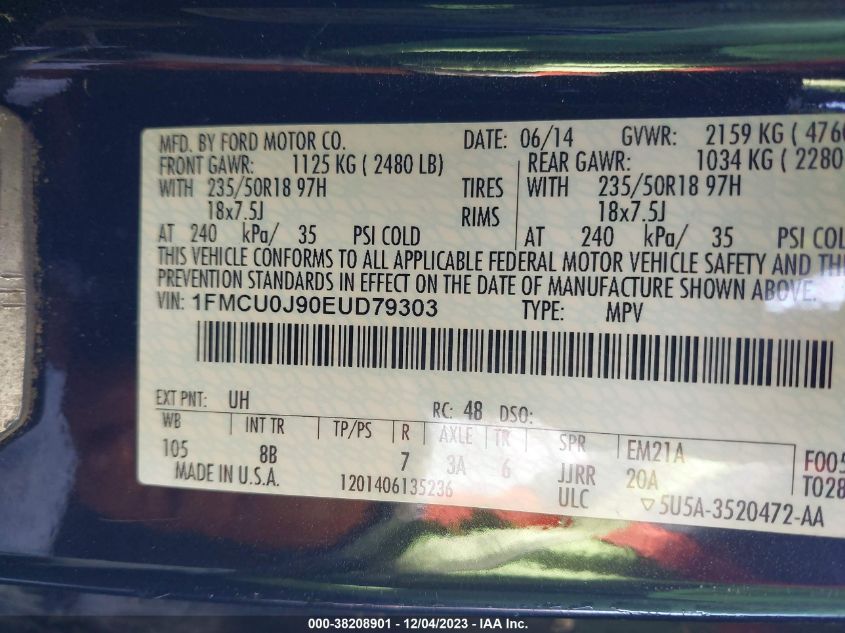 MFD. BY FORD MOTOR CO. DATE: 06/14 GVWR: 2159 KG ( 4760
FRONT GAWR: 1125 KG ( 2480 LB) REAR GAWR: 1034 KG ( 2280
WITH 235/50R18 97H TIRES WITH 235/50R18 97H
18x7.5J RIMS 18x7.5J
AT 240 kPa/ 35 PSI COLD AT 240 kPa/ 35 PSI COL
THIS VEHICLE CONFORMS TO ALL APPLICABLE FEDERAL MOTOR VEHICLE SAFETY AND THE
PREVENTION STANDARDS IN EFFECT ON THE DATE OF MANUFACTURE SHOWN ABOVE.
VIN: 1FMCU0J90EUD79303 TYPE: MPV
EXT PNT: UH RC: 48 DSO:
WB INT TR TP/PS R AXLE TR SPR EM21A
105 8B 7 3A 6 JJRR 20A F005
MADE IN U.S.A. 1201406135236 ULC 5U5A-3520472-AA T028
000-38208901 - 12/04/2023 - IAA Inc.